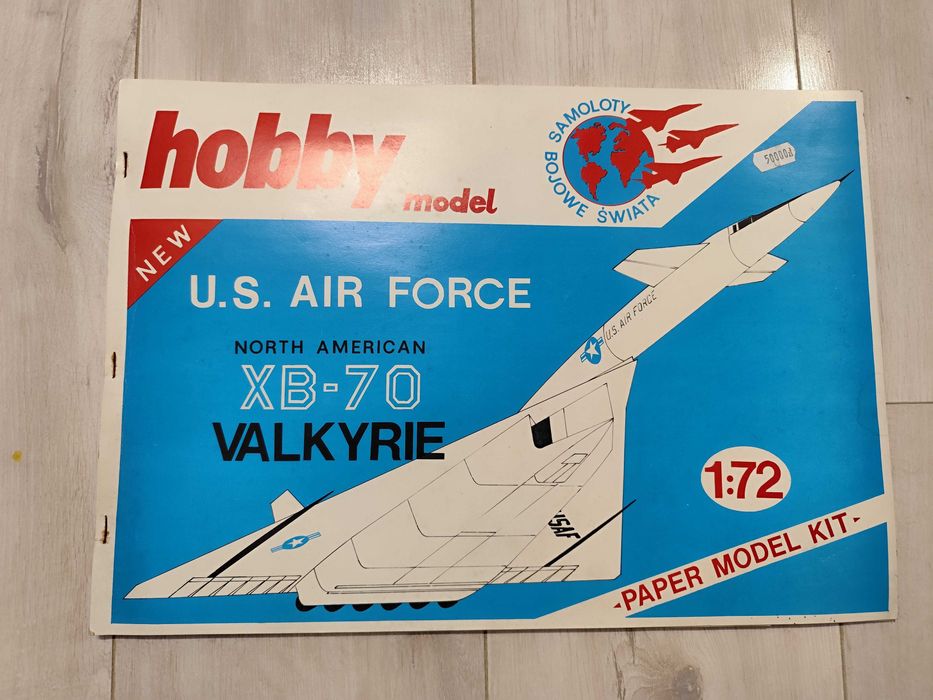 hobby
model
SAMOLOTY
BOJOWE ŚWIATA
50000zł
NEW
U.S. AIR FORCE
NORTH AMERICAN
XB-70
VALKYRIE
U.S. AIR FORCE
USAF
1:72
PAPER MODEL KIT